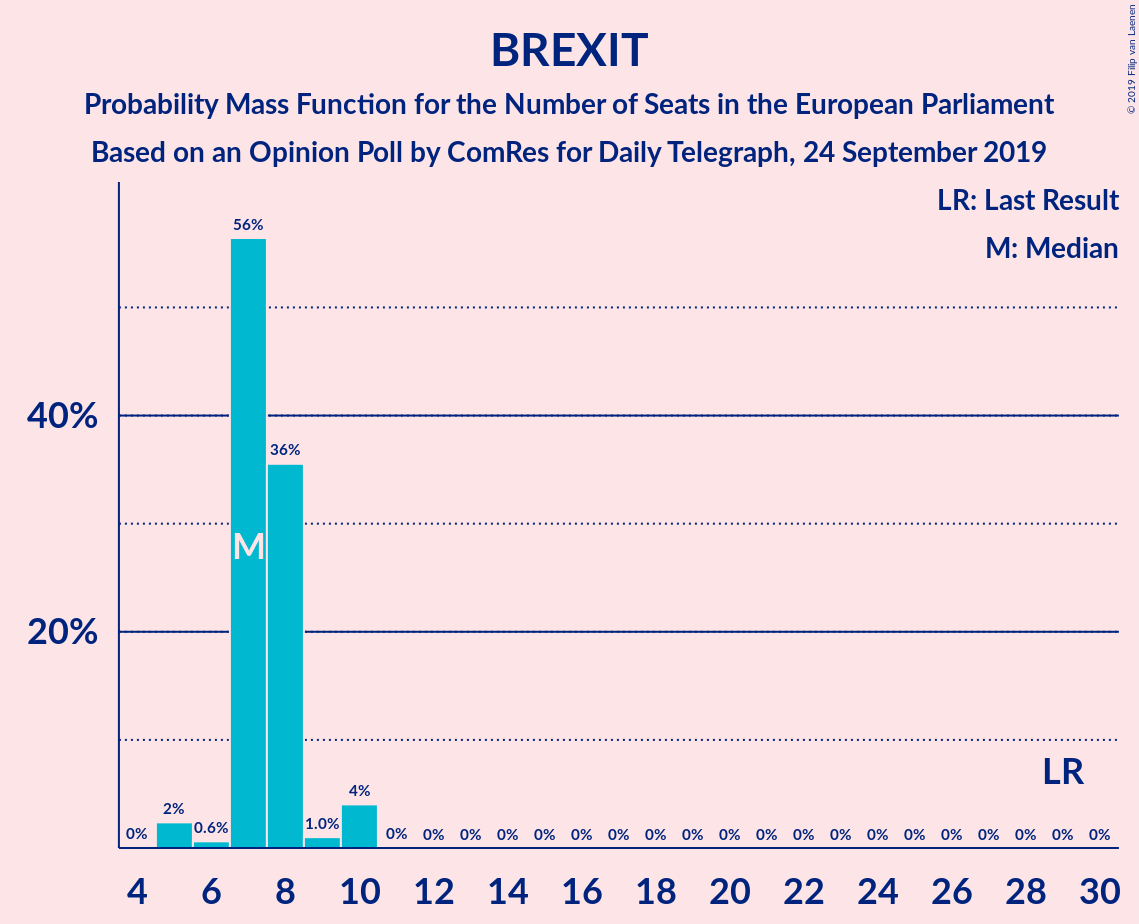 BREXIT
Probability Mass Function for the Number of Seats in the European Parliament
Based on an Opinion Poll by ComRes for Daily Telegraph, 24 September 2019
© 2019 Filip van Laenen
LR: Last Result
M: Median
56%
40%
36%
M
20%
LR
0% 2% 0.6% 1.0% 4% 0% 0% 0% 0% 0% 0% 0% 0% 0% 0% 0% 0% 0% 0% 0% 0% 0% 0% 0% 0%
4 6 8 10 12 14 16 18 20 22 24 26 28 30